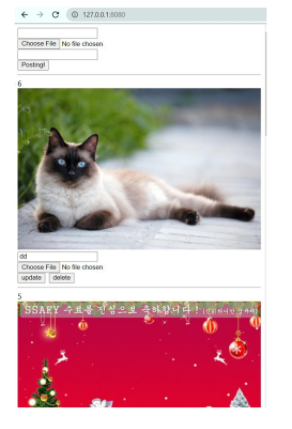 127.0.0.1:8080
Choose File No file chosen
Posting!
6
dd
Choose File No file chosen
update delete
5
SSAFY 수료를 진심으로 축하합니다!